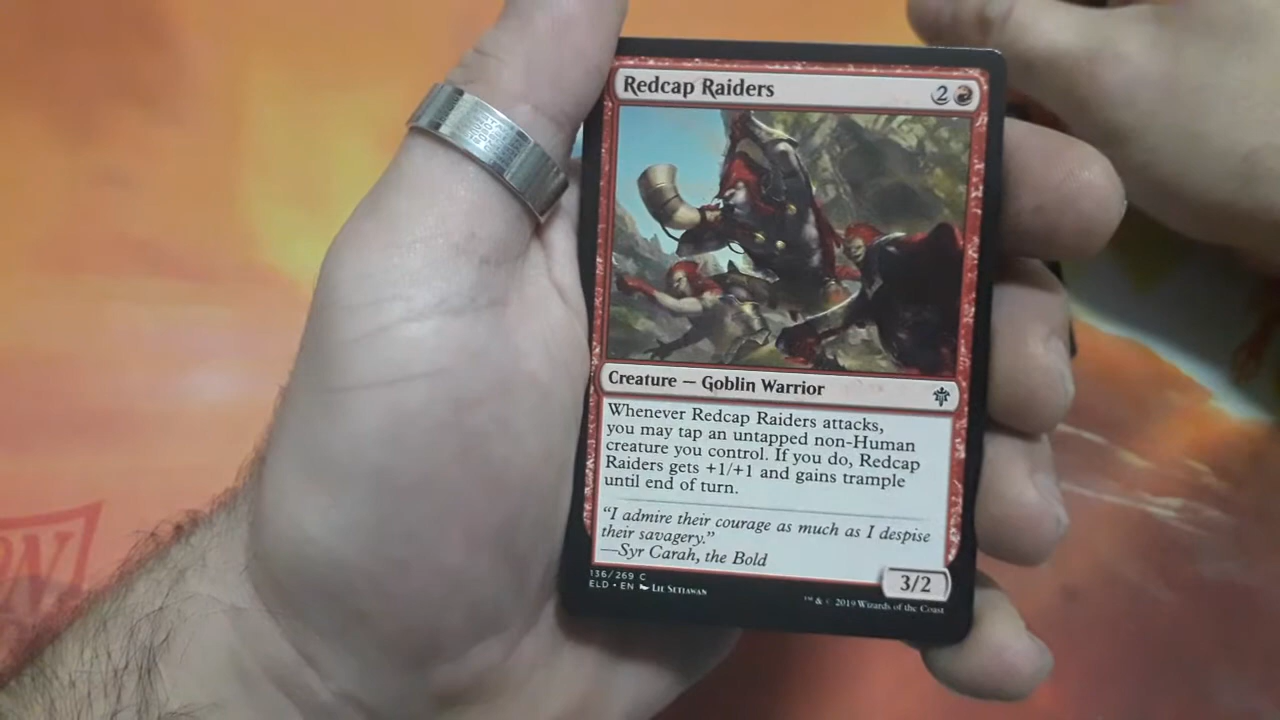 Redcap Raiders 2
Creature — Goblin Warrior
Whenever Redcap Raiders attacks,
you may tap an untapped non-Human
creature you control. If you do, Redcap
Raiders gets +1/+1 and gains trample
until end of turn.
“I admire their courage as much as I despise
their savagery.”
—Syr Carah, the Bold
136/269 C
ELD • EN Lie Setiawan
3/2
™ & © 2019 Wizards of the Coast